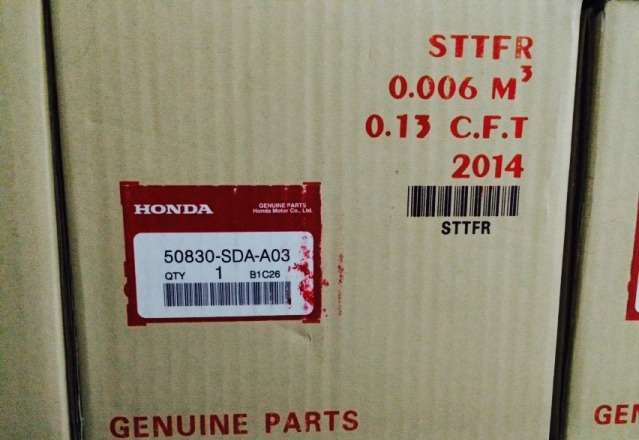 STTFR
0.006 M³
0.13 C.F.T
2014
STTFR
HONDA
GENUINE PARTS
Honda Motor Co., Ltd.
50830-SDA-A03
QTY 1 B1C26
GENUINE PARTS
GEN